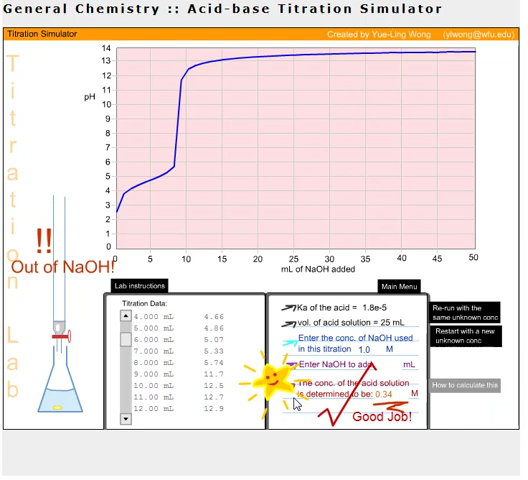 General Chemistry :: Acid-base Titration Simulator
Titration Simulator
Created by Yue-Ling Wong (ylwong@wfu.edu)
Titration Lab
pH
14
13
12
11
10
9
8
7
6
5
4
3
2
1
0
0 5 10 15 20 25 30 35 40 45 50
mL of NaOH added
!!
Out of NaOH!
Lab instructions
Main Menu
Titration Data:
4.000 mL 4.66
5.000 mL 4.86
6.000 mL 5.07
7.000 mL 5.33
8.000 mL 5.74
9.000 mL 11.7
10.00 mL 12.5
11.00 mL 12.7
12.00 mL 12.9
Ka of the acid = 1.8e-5
vol. of acid solution = 25 mL
Enter the conc. of NaOH used
in this titration 1.0 M
Enter NaOH to add mL
The conc. of the acid solution
is determined to be: 0.34 M
Good Job!
Re-run with the
same unknown conc
Restart with a new
unknown conc
How to calculate this